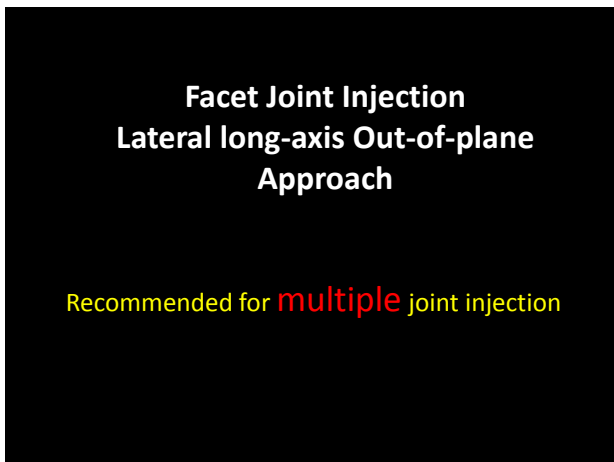 Facet Joint Injection
Lateral long-axis Out-of-plane
Approach
Recommended for multiple joint injection